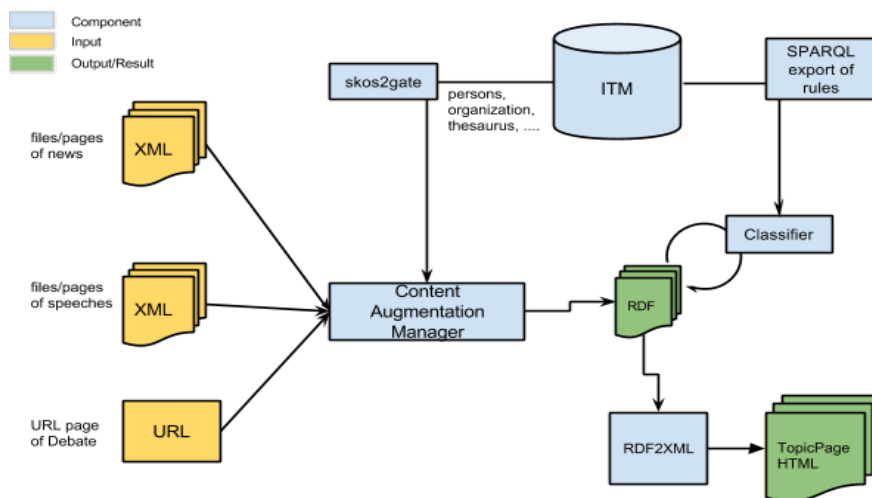 Component
Input
Output/Result
files/pages
of news
XML
files/pages
of speeches
XML
URL page
of Debate
URL
skos2gate
persons,
organization,
thesaurus, ....
ITM
SPARQL
export of
rules
Classifier
Content
Augmentation
Manager
RDF
RDF2XML
TopicPage
HTML